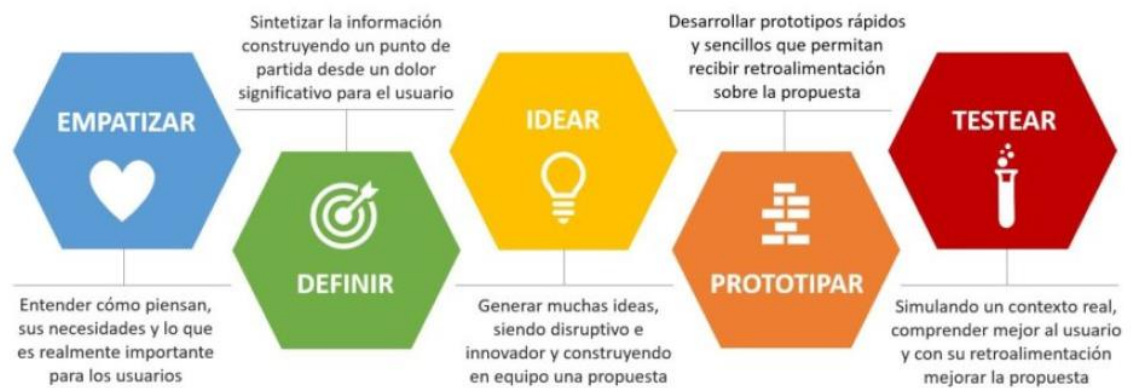 EMPATIZAR
Entender cómo piensan,
sus necesidades y lo que
es realmente importante
para los usuarios
Sintetizar la información
construyendo un punto de
partida desde un dolor
significativo para el usuario
DEFINIR
IDEAR
Generar muchas ideas,
siendo disruptivo e
innovador y construyendo
en equipo una propuesta
Desarrollar prototipos rápidos
y sencillos que permitan
recibir retroalimentación
sobre la propuesta
PROTOTIPAR
TESTEAR
Simulando un contexto real,
comprender mejor al usuario
y con su retroalimentación
mejorar la propuesta